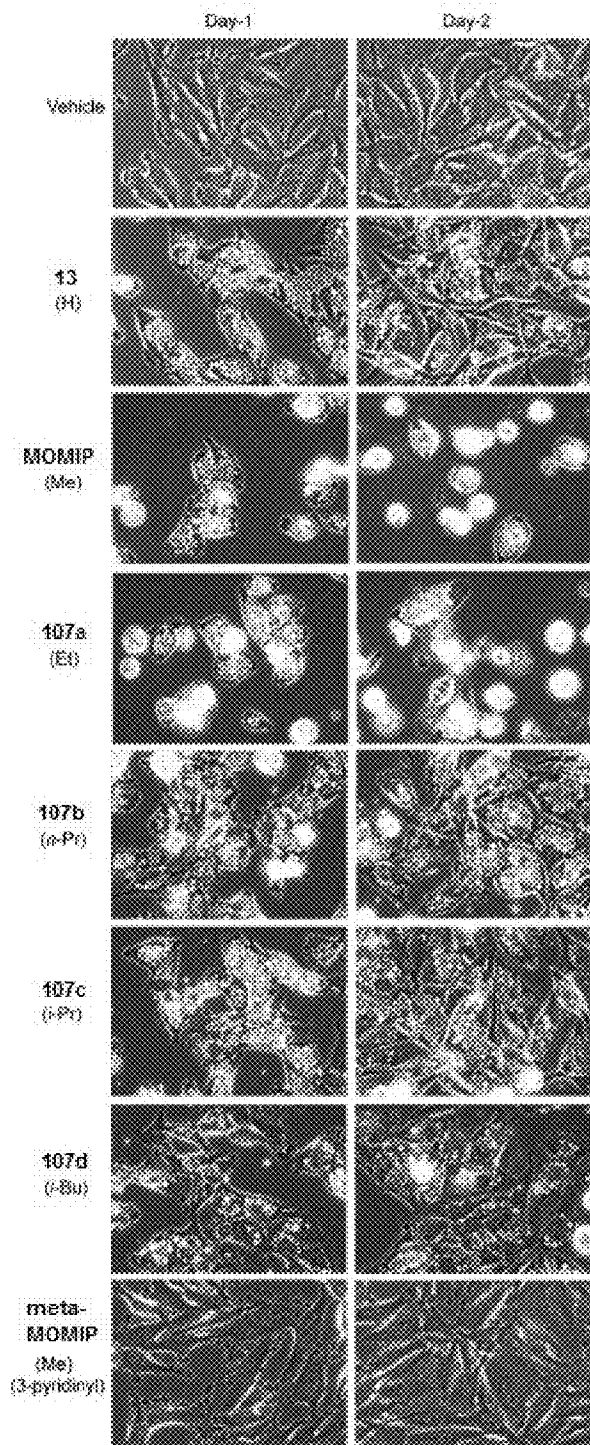 Day-1 Day-2
Vehicle
13
(H)
MOMIP
(Me)
107a
(Et)
107b
(n-Pr)
107c
(i-Pr)
107d
(i-Bu)
meta-
MOMIP
(Me)
(3-pyridinyl)